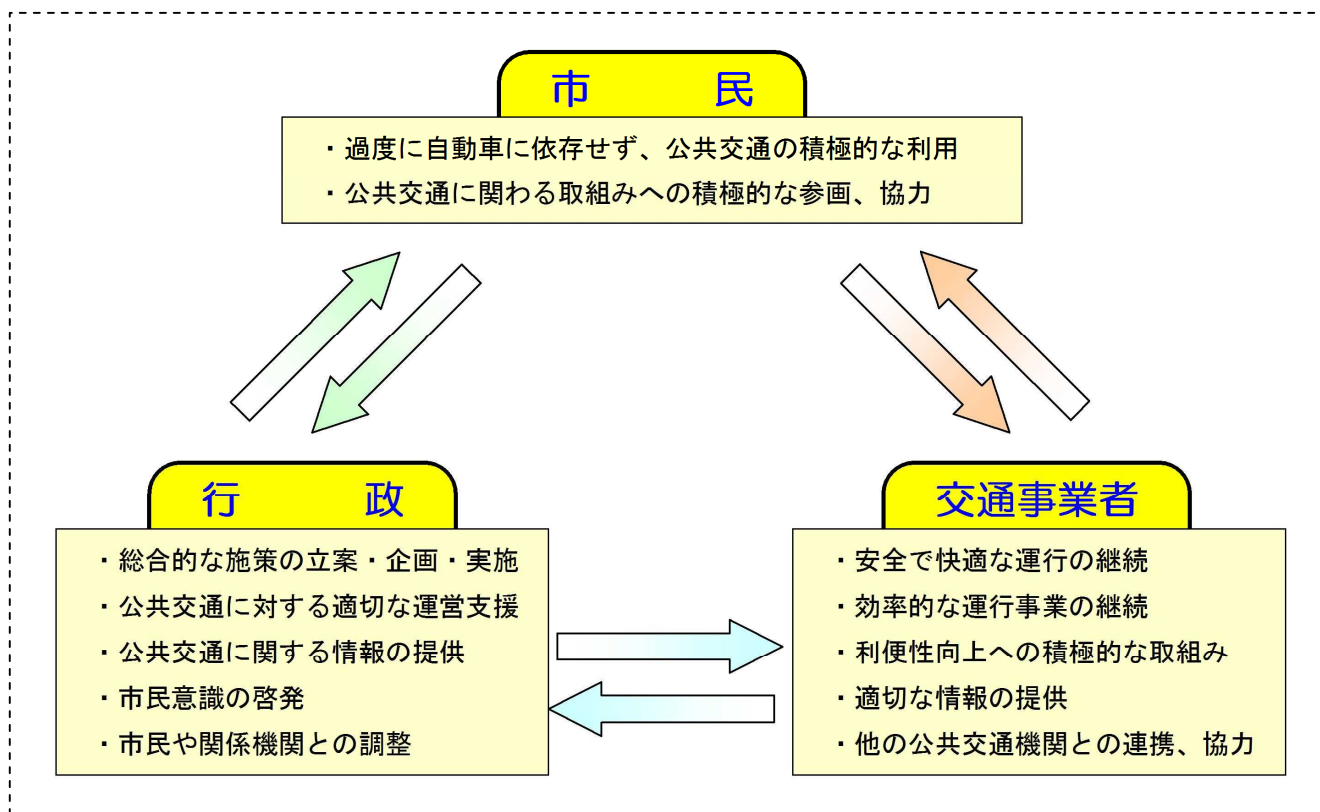 市　　民
・過度に自動車に依存せず、公共交通の積極的な利用
・公共交通に関わる取組みへの積極的な参画、協力
行　　政
・総合的な施策の立案・企画・実施
・公共交通に対する適切な運営支援
・公共交通に関する情報の提供
・市民意識の啓発
・市民や関係機関との調整
交通事業者
・安全で快適な運行の継続
・効率的な運行事業の継続
・利便性向上への積極的な取組み
・適切な情報の提供
・他の公共交通機関との連携、協力